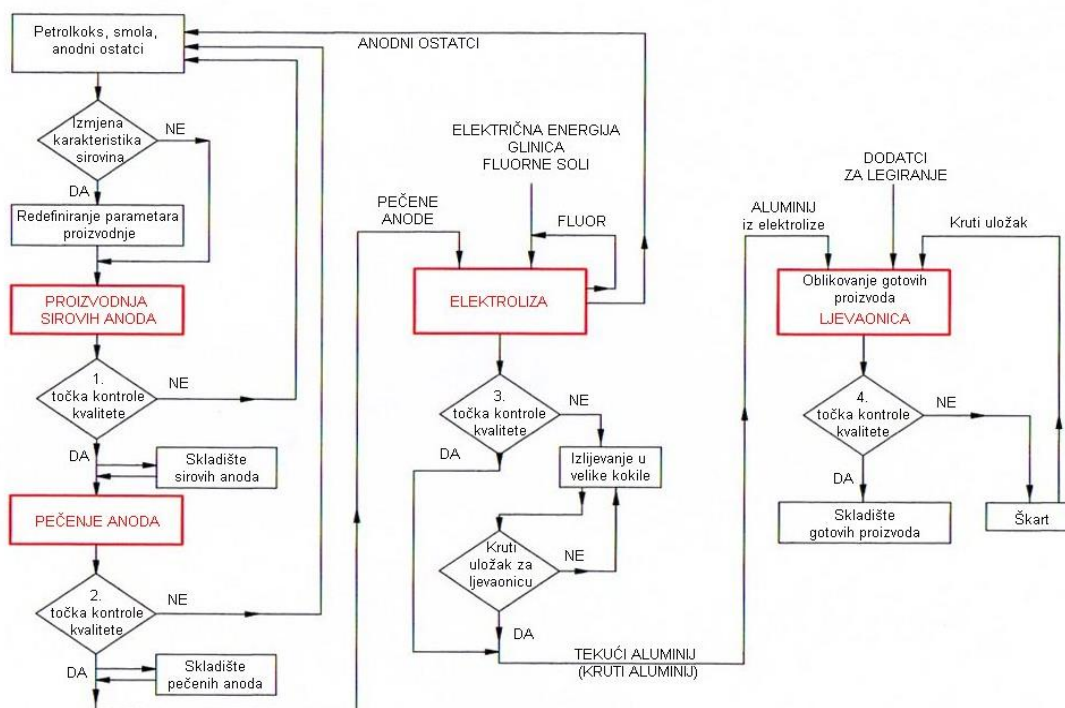 Petrolkoks, smola,
anodni ostatci
Izmjena
karakteristika
sirovina
NE
DA
Redefiniranje parametara
proizvodnje
PROIZVODNJA
SIROVIH ANODA
1.
točka kontrole
kvalitete
NE
DA
Skladište
sirovih anoda
PEČENJE ANODA
2.
točka kontrole
kvalitete
NE
DA
Skladište
pečenih anoda
ANODNI OSTATCI
ELEKTRIČNA ENERGIJA
GLINICA
FLUORNE SOLI
PEČENE
ANODE
FLUOR
ELEKTROLIZA
3.
točka kontrole
kvalitete
NE
DA
Izlijevanje u
velike kokile
Kruti
uložak za
ljevaonicu
NE
DA
TEKUĆI ALUMINIJ
(KRUTI ALUMINIJ)
DODATCI
ZA LEGIRANJE
ALUMINIJ
iz elektrolize
Kruti uložak
Oblikovanje gotovih
proizvoda
LJEVAONICA
4.
točka kontrole
kvalitete
NE
DA
Skladište
gotovih proizvoda
Škart